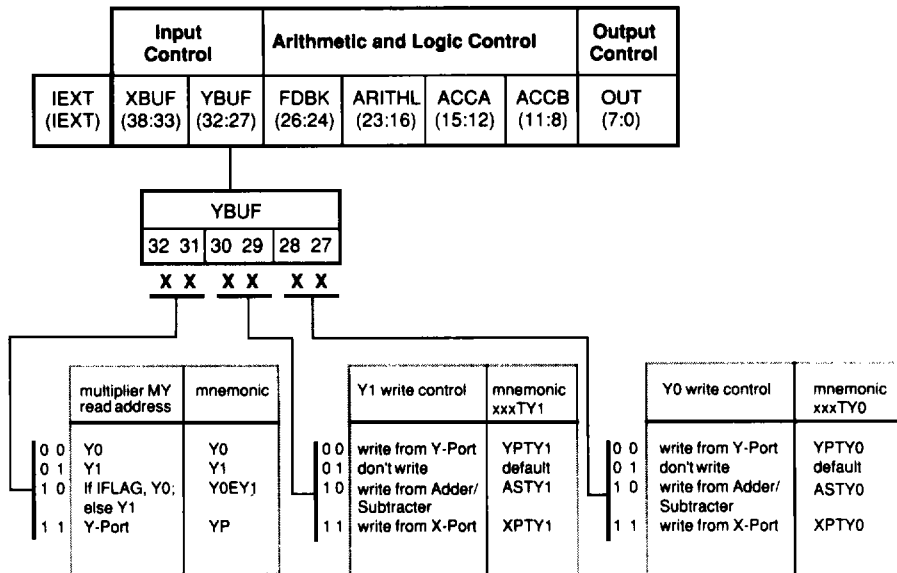 Input Control
Arithmetic and Logic Control
Output Control
IEXT (IEXT)
XBUF (38:33)
YBUF (32:27)
FDBK (26:24)
ARITHL (23:16)
ACCA (15:12)
ACCB (11:8)
OUT (7:0)
YBUF
32 31 30 29 28 27
X X X X X X
multiplier MY read address
mnemonic
0 0 Y0 Y0
0 1 Y1 Y1
1 0 If IFLAG, Y0; else Y1 Y0EY1
1 1 Y-Port YP
Y1 write control
mnemonic xxxTY1
0 0 write from Y-Port YPTY1
0 1 don't write default
1 0 write from Adder/ Subtracter ASTY1
1 1 write from X-Port XPTY1
Y0 write control
mnemonic xxxTY0
0 0 write from Y-Port YPTY0
0 1 don't write default
1 0 write from Adder/ Subtracter ASTY0
1 1 write from X-Port XPTY0